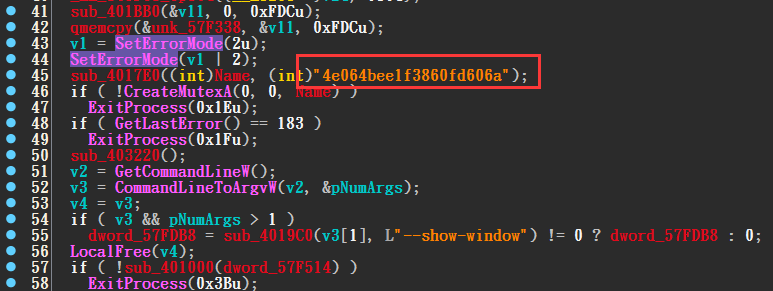 41 sub_401BB0(&v11, 0, 0xFDCu);
42 qmemcpy(&unk_57F338, &v11, 0xFDCu);
43 v1 = SetErrorMode(2u);
44 SetErrorMode(v1 | 2);
45 sub_4017E0((int)Name, (int)"4e064bee1f3860fd606a");
46 if ( !CreateMutexA(0, 0, Name) )
47 ExitProcess(0x1Eu);
48 if ( GetLastError() == 183 )
49 ExitProcess(0x1Fu);
50 sub_403220();
51 v2 = GetCommandLineW();
52 v3 = CommandLineToArgvW(v2, &pNumArgs);
53 v4 = v3;
54 if ( v3 && pNumArgs > 1 )
55 dword_57FDB8 = sub_4019C0(v3[1], L"--show-window") != 0 ? dword_57FDB8 : 0;
56 LocalFree(v4);
57 if ( !sub_401000(dword_57F514) )
58 ExitProcess(0x3Bu);